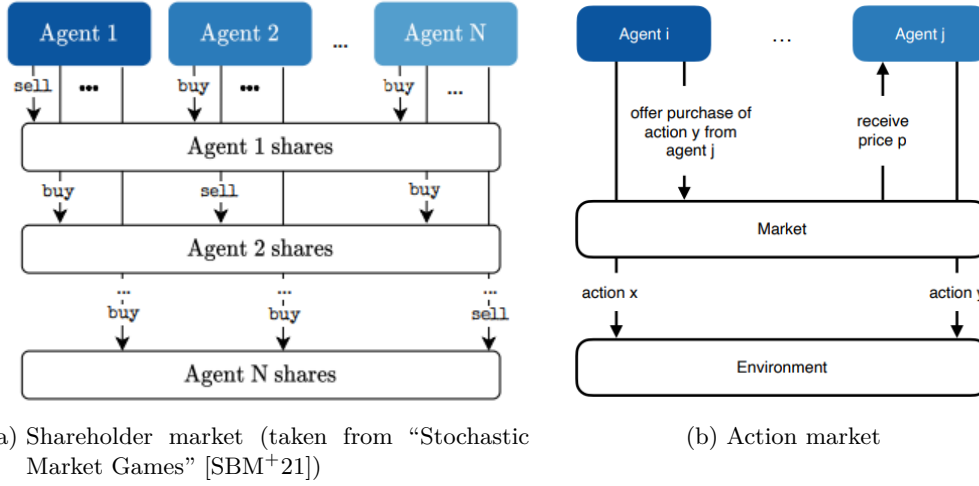 Agent 1
Agent 2
...
Agent N
sell
...
buy
...
buy
...
Agent 1 shares
buy
sell
buy
Agent 2 shares
...
...
...
buy
buy
sell
Agent N shares
a) Shareholder market (taken from “Stochastic
Market Games” [SBM+21])
Agent i
...
Agent j
offer purchase of
action y from
agent j
receive
price p
Market
action x
action y
Environment
(b) Action market